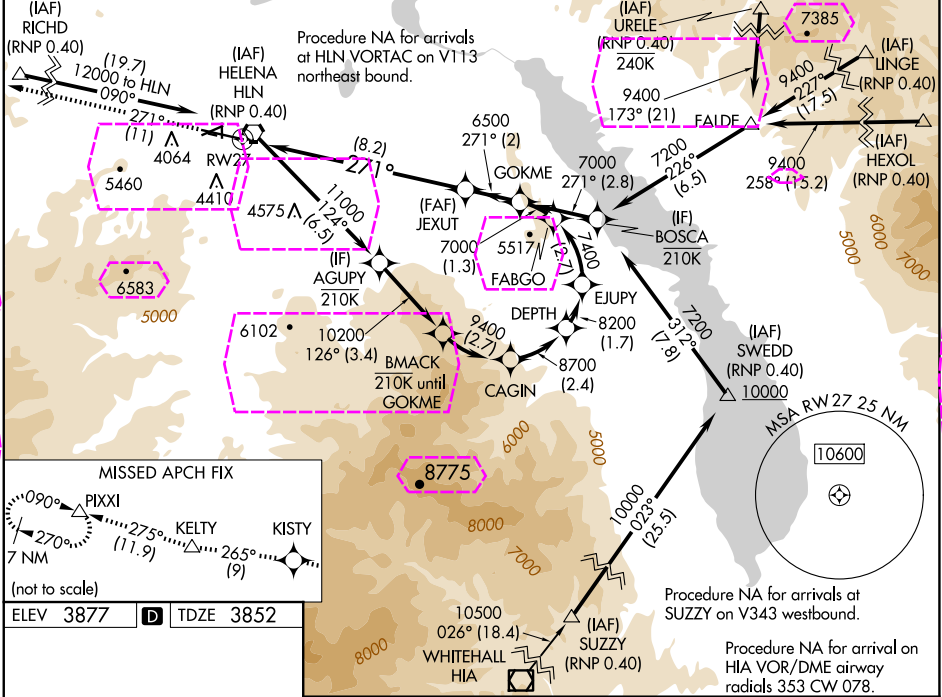 (IAF)
RICHD
(RNP 0.40)
(19.7)
12000 to HLN
090°
271°
(11)
(IAF)
HELENA
HLN
(RNP 0.40)
Procedure NA for arrivals
at HLN VORTAC on V113
northeast bound.
(IAF)
URELE
(RNP 0.40)
240K
9400
173° (21)
7385
(IAF)
LINGE
(RNP 0.40)
9400
227°
(17.5)
FALDE
(IAF)
HEXOL
(RNP 0.40)
9400
258° (15.2)
7200
226°
(6.5)
4064
RW27
5460
4410
4575
(8.2)
271°
6500
271° (2)
GOKME
7000
271° (2.8)
(FAF)
JEXUT
7000
(1.3)
5517
FABGO
(IF)
BOSCA
210K
7400
(2.7)
11000
124°
(6.5)
(IF)
AGUPY
210K
6583
5000
6102
10200
126° (3.4)
BMACK
210K until
GOKME
9400
(2.7)
CAGIN
8700
(2.4)
DEPTH
8200
(1.7)
EJUPY
7200
312°
(7.8)
(IAF)
SWEDD
(RNP 0.40)
10000
5000
6000
7000
MSA RW 27 25 NM
10600
6000
5000
8775
8000
7000
8000
10000
023°
(25.5)
MISSED APCH FIX
090°
PIXXI
270°
7 NM
275°
(11.9)
KELTY
265°
(9)
KISTY
(not to scale)
ELEV 3877 D TDZE 3852
10500
026° (18.4)
WHITEHALL
HIA
(IAF)
SUZZY
(RNP 0.40)
Procedure NA for arrivals at
SUZZY on V343 westbound.
Procedure NA for arrival on
HIA VOR/DME airway
radials 353 CW 078.